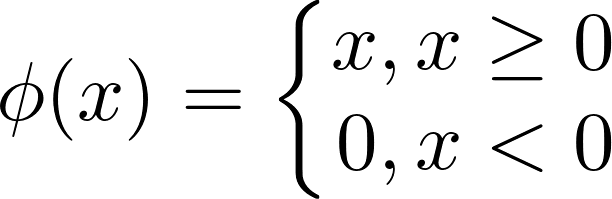 ϕ(x) = { x, x ≥ 0
0, x < 0